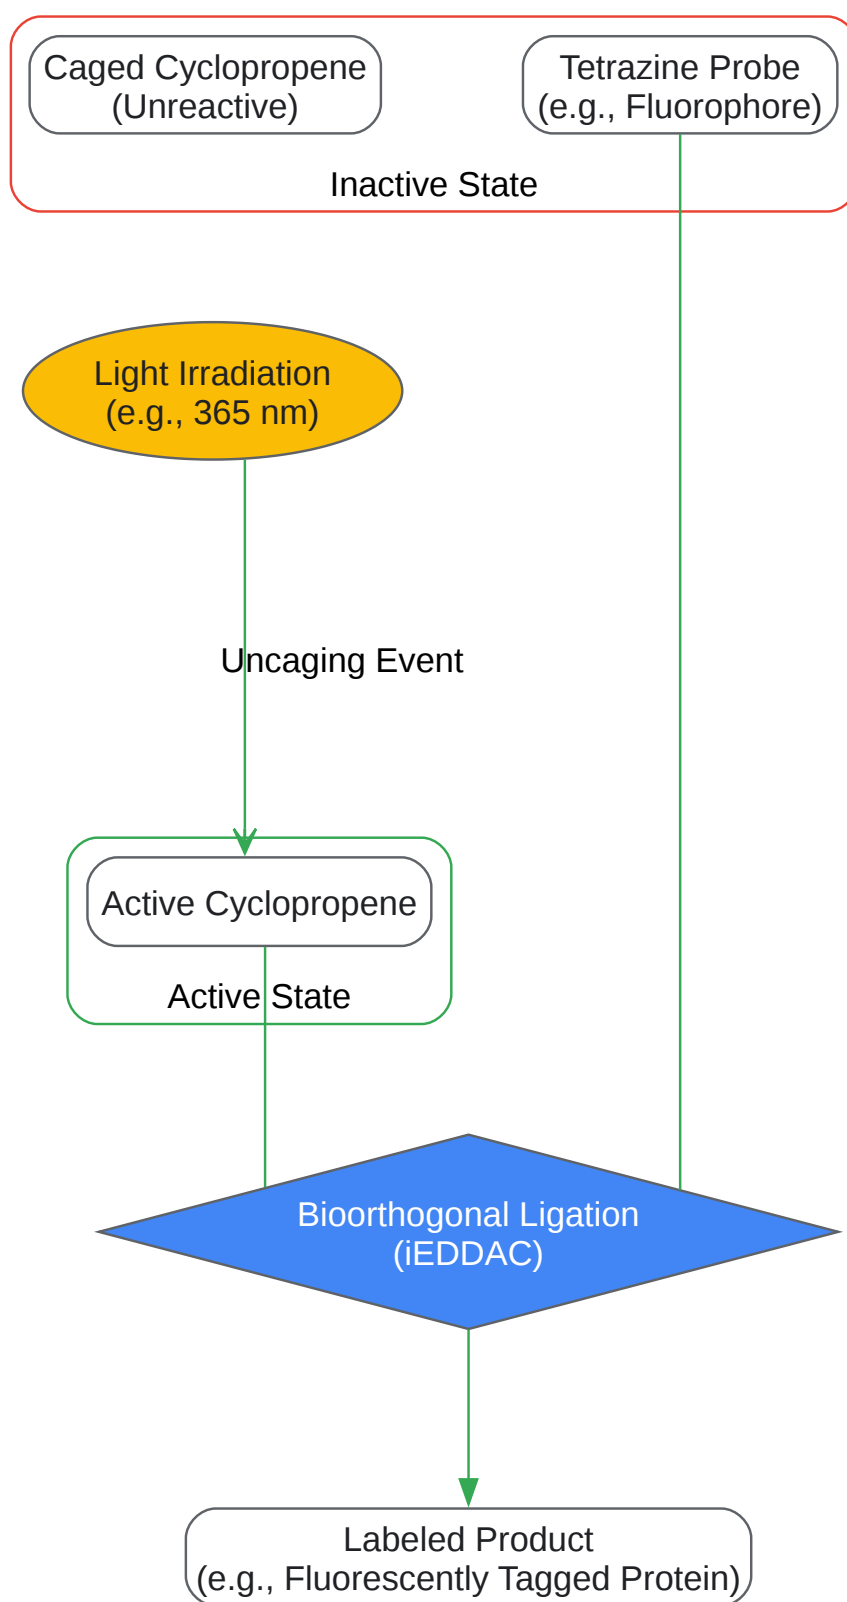 Caged Cyclopropene
(Unreactive)
Tetrazine Probe
(e.g., Fluorophore)
Inactive State
Light Irradiation
(e.g., 365 nm)
Uncaging Event
Active Cyclopropene
Active State
Bioorthogonal Ligation
(iEDDAC)
Labeled Product
(e.g., Fluorescently Tagged Protein)